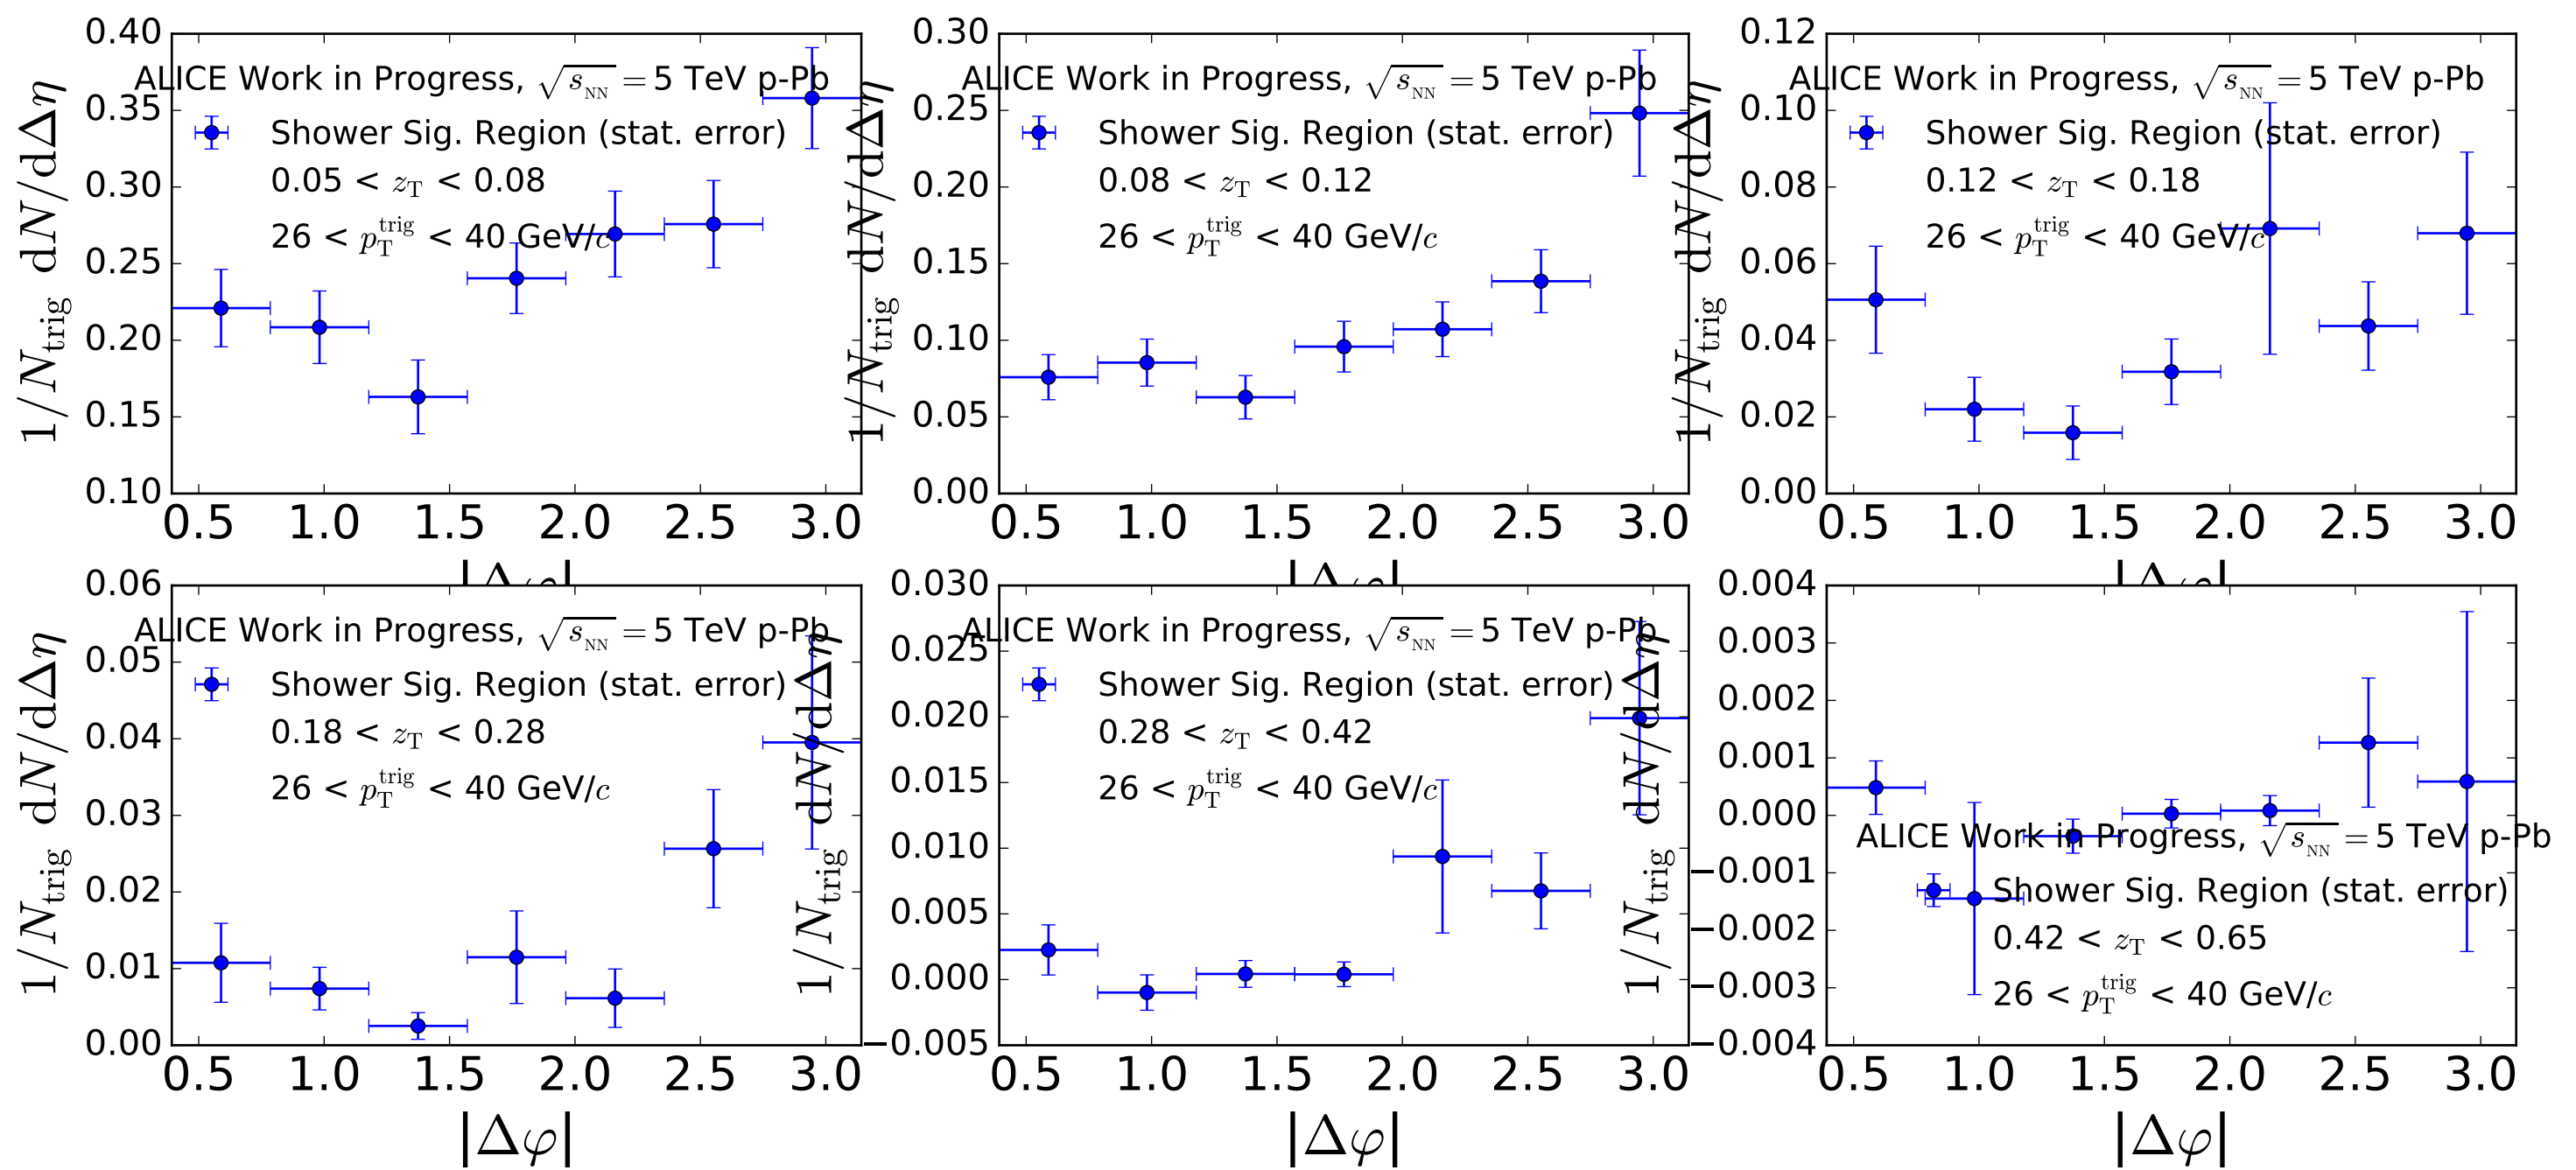 0.40
0.35
0.30
0.25
0.20
0.15
0.10
1/N_trig dN/dΔη
ALICE Work in Progress, √s_NN = 5 TeV p-Pb
Shower Sig. Region (stat. error)
0.05 < z_T < 0.08
26 < p_T^trig < 40 GeV/c
0.5 1.0 1.5 2.0 2.5 3.0
|Δφ|
0.30
0.25
0.20
0.15
0.10
0.05
0.00
1/N_trig dN/dΔη
ALICE Work in Progress, √s_NN = 5 TeV p-Pb
Shower Sig. Region (stat. error)
0.08 < z_T < 0.12
26 < p_T^trig < 40 GeV/c
0.5 1.0 1.5 2.0 2.5 3.0
|Δφ|
0.12
0.10
0.08
0.06
0.04
0.02
0.00
1/N_trig dN/dΔη
ALICE Work in Progress, √s_NN = 5 TeV p-Pb
Shower Sig. Region (stat. error)
0.12 < z_T < 0.18
26 < p_T^trig < 40 GeV/c
0.5 1.0 1.5 2.0 2.5 3.0
|Δφ|
0.06
0.05
0.04
0.03
0.02
0.01
0.00
1/N_trig dN/dΔη
ALICE Work in Progress, √s_NN = 5 TeV p-Pb
Shower Sig. Region (stat. error)
0.18 < z_T < 0.28
26 < p_T^trig < 40 GeV/c
0.5 1.0 1.5 2.0 2.5 3.0
|Δφ|
0.030
0.025
0.020
0.015
0.010
0.005
0.000
−0.005
1/N_trig dN/dΔη
ALICE Work in Progress, √s_NN = 5 TeV p-Pb
Shower Sig. Region (stat. error)
0.28 < z_T < 0.42
26 < p_T^trig < 40 GeV/c
0.5 1.0 1.5 2.0 2.5 3.0
|Δφ|
0.004
0.003
0.002
0.001
0.000
−0.001
−0.002
−0.003
−0.004
1/N_trig dN/dΔη
ALICE Work in Progress, √s_NN = 5 TeV p-Pb
Shower Sig. Region (stat. error)
0.42 < z_T < 0.65
26 < p_T^trig < 40 GeV/c
0.5 1.0 1.5 2.0 2.5 3.0
|Δφ|